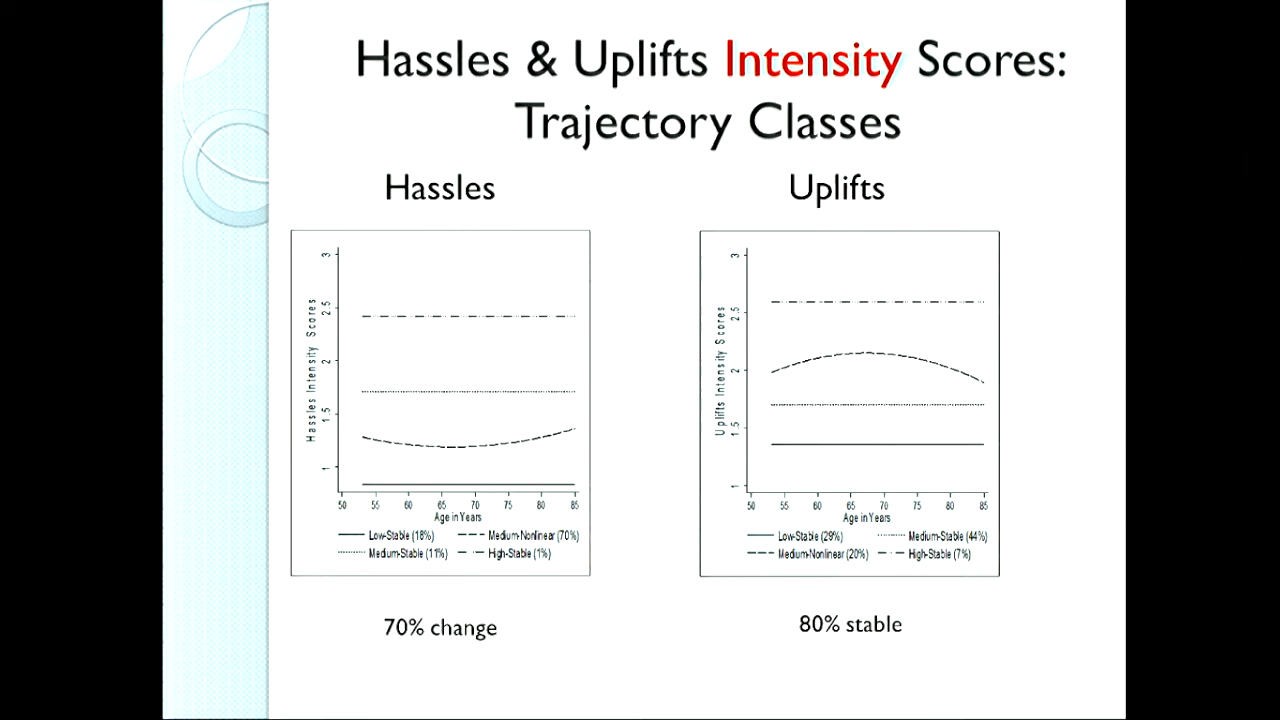 Hassles & Uplifts Intensity Scores:
Trajectory Classes
Hassles
Hassles Intensity Scores
3
2.5
2
1.5
1
50 55 60 65 70 75 80 85
Age in Years
Low-Stable (18%) Medium-Nonlinear (70%)
Medium-Stable (11%) High-Stable (1%)
70% change
Uplifts
Uplifts Intensity Scores
3
2.5
2
1.5
1
50 55 60 65 70 75 80 85
Age in Years
Low-Stable (29%) Medium-Stable (44%)
Medium-Nonlinear (20%) High-Stable (7%)
80% stable